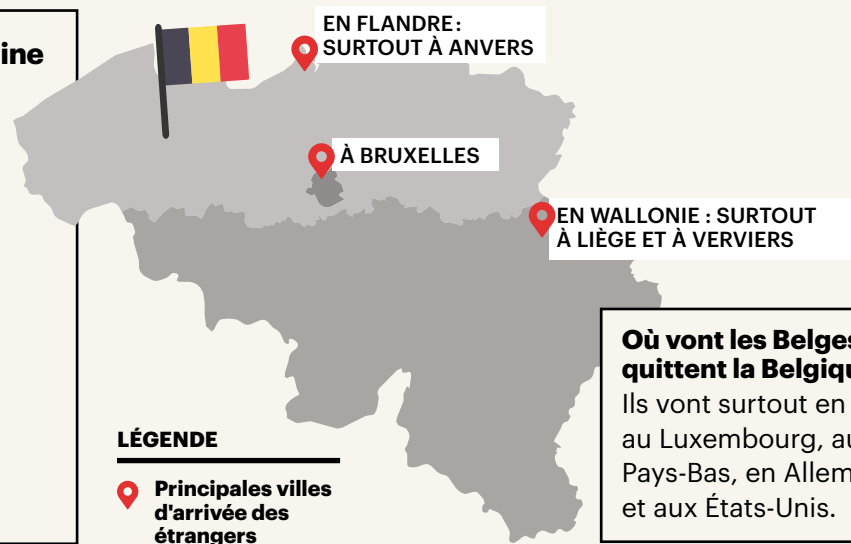 ine
EN FLANDRE :
SURTOUT À ANVERS
À BRUXELLES
EN WALLONIE : SURTOUT
À LIÈGE ET À VERVIERS
Où vont les Belges
quittent la Belgiqu
Ils vont surtout en
au Luxembourg, au
Pays-Bas, en Allem
et aux États-Unis.
LÉGENDE
Principales villes
d'arrivée des
étrangers